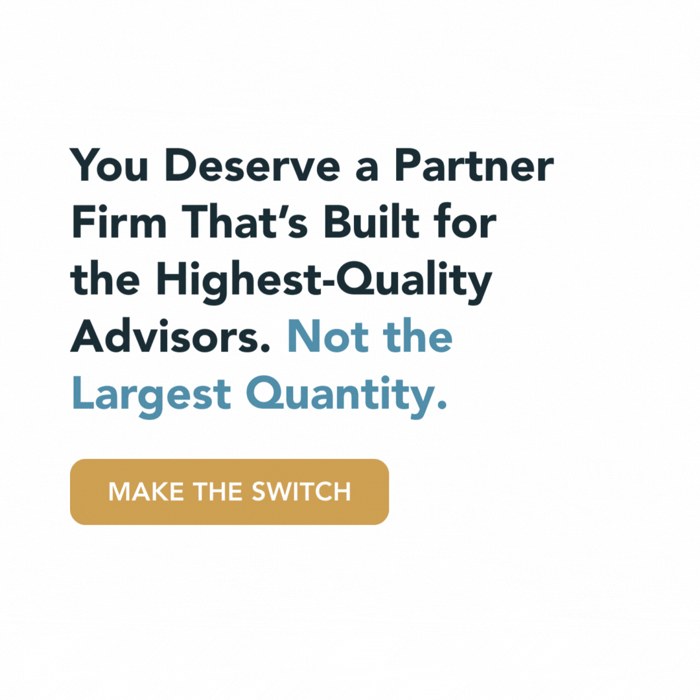 You Deserve a Partner
Firm That’s Built for
the Highest-Quality
Advisors. Not the
Largest Quantity.
MAKE THE SWITCH